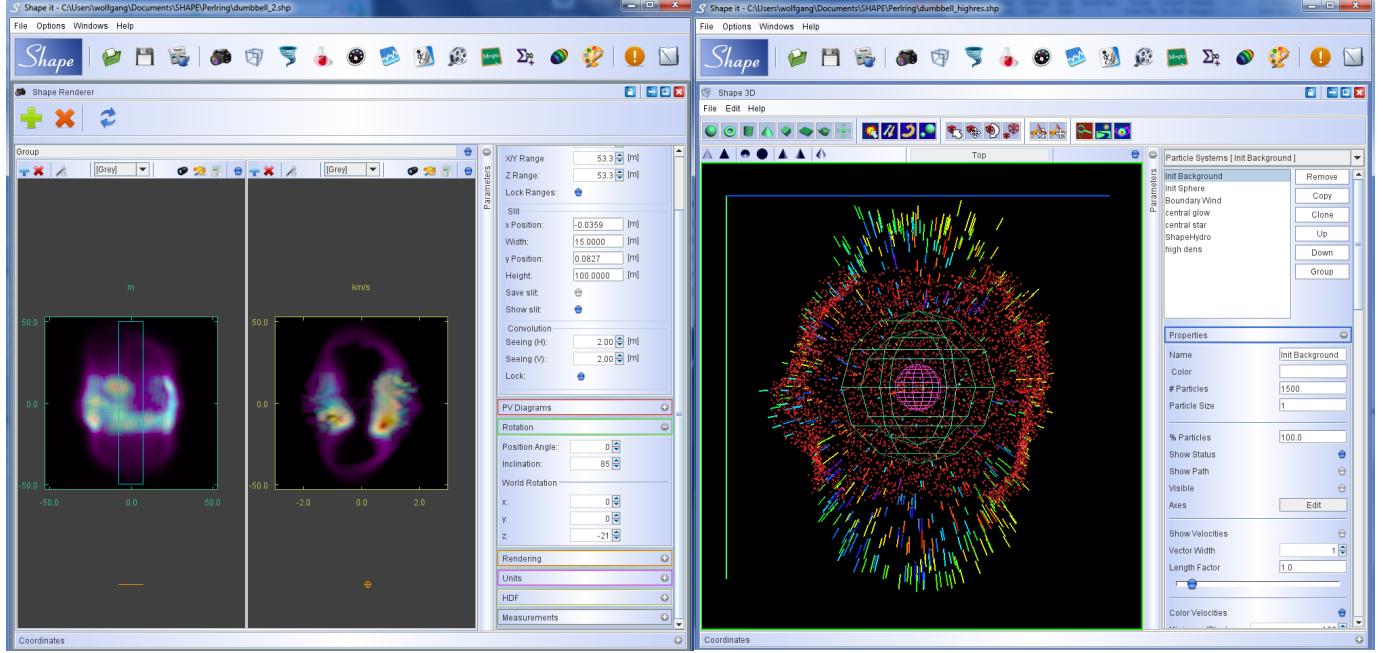 Shape it - C:\Users\wolfgang\Documents\SHAPE\Perlring\dumbbell_2.shp
File Options Windows Help
Shape
M=ρν
Shape Renderer
Group
[Grey]
[Grey]
m
50.0
0.0
-50.0
-50.0 0.0 50.0
km/s
50.0
0.0
-50.0
-2.0 0.0 2.0
Parameters
X/Y Range 53.3 [m]
Z Range: 53.3 [m]
Lock Ranges:
Slit
x Position: -0.0359 [m]
Width: 15.0000 [m]
y Position: 0.0827 [m]
Height: 100.0000 [m]
Save slit:
Show slit:
Convolution
Seeing (H): 2.00 [m]
Seeing (V): 2.00 [m]
Lock:
PV Diagrams
Rotation
Position Angle: 0
Inclination: 85
World Rotation
x: 0
y: 0
z: -21
Rendering
Units
HDF
Measurements
Coordinates
Shape it - C:\Users\wolfgang\Documents\SHAPE\Perlring\dumbbell_highres.shp
File Options Windows Help
Shape
Shape 3D
File Edit Help
Top
Parameters
Particle Systems [ Init Background ]
Init Background
Init Sphere
Boundary Wind
central glow
central star
ShapeHydro
high dens
Remove
Copy
Clone
Up
Down
Group
Properties
Name Init Background
Color
# Particles 1500
Particle Size 1
% Particles 100.0
Show Status
Show Path
Visible
Axes Edit
Show Velocities
Vector Width 1
Length Factor 1.0
Color Velocities
Coordinates